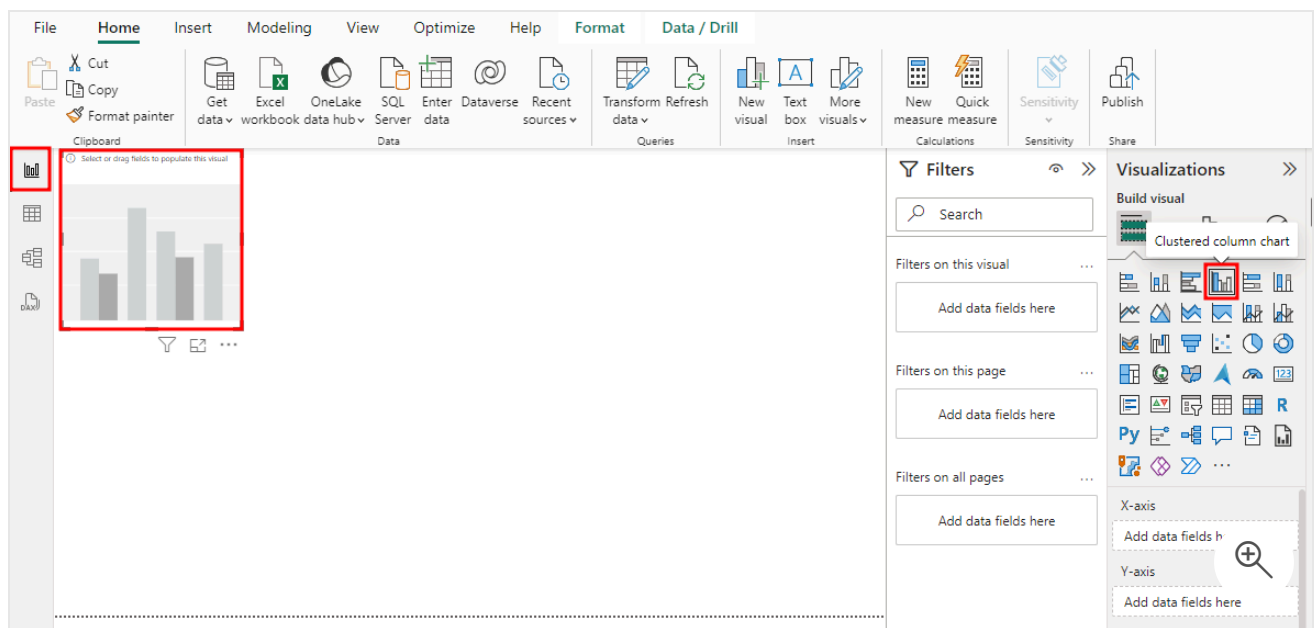 File Home Insert Modeling View Optimize Help Format Data / Drill
Paste
Cut
Copy
Format painter
Clipboard
Get data
Excel workbook
OneLake data hub
SQL Server
Enter data
Dataverse
Recent sources
Data
Transform data
Refresh
Queries
New visual
Text box
More visuals
Insert
New measure
Quick measure
Calculations
Sensitivity
Sensitivity
Publish
Share
Select or drag fields to populate this visual
DAX
Filters
Search
Filters on this visual
Add data fields here
Filters on this page
Add data fields here
Filters on all pages
Add data fields here
Visualizations
Build visual
Clustered column chart
123
R
Py
X-axis
Add data fields h
Y-axis
Add data fields here